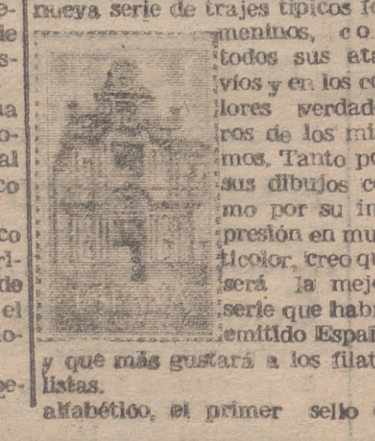 nueva serie de trajes típicos fe
meninos, co
todos sus ata
víos y en los co
lores verdade
ros de los mis
mos. Tanto po
sus dibujos co
mo por su im
presión en mul
ticolor, creo qu
será la mejo
serie que habr
emitido Españ
y que más gustará a los filat
listas.
alfabético, el primer sello